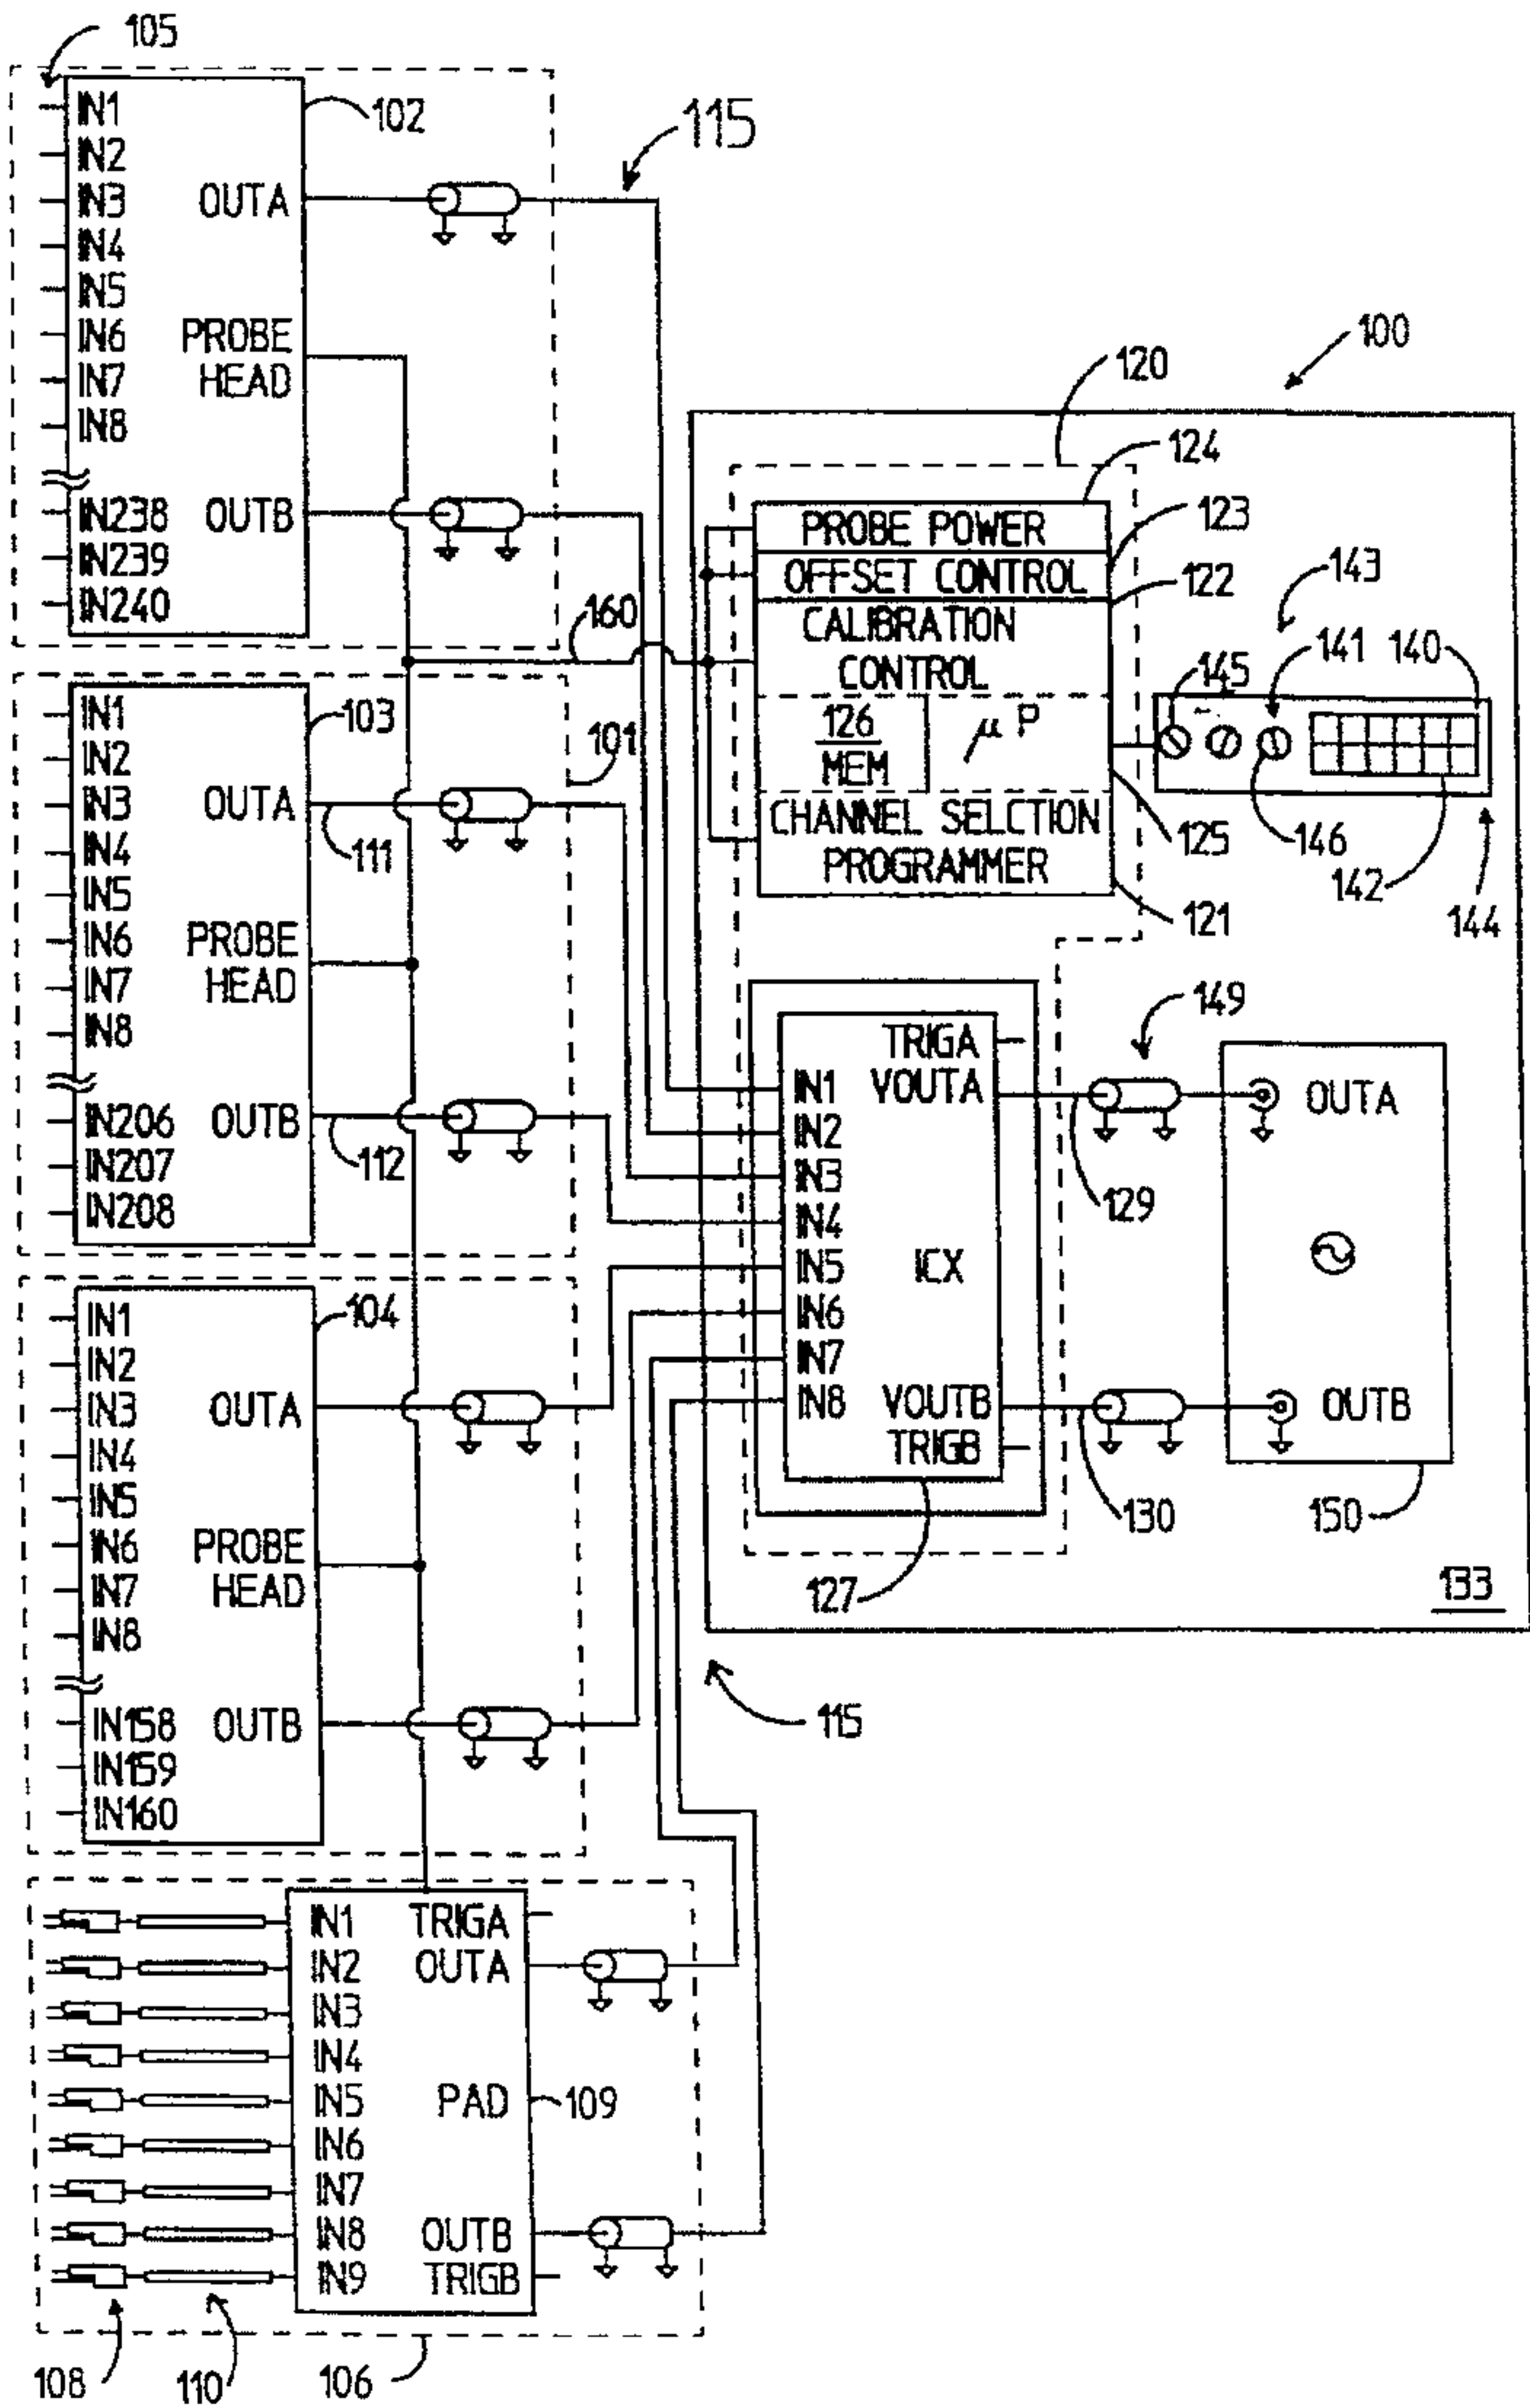 105
IN1
102
IN2
115
IN3 OUTA
IN4
IN5
IN6 PROBE
IN7 HEAD
IN8
IN238 OUTB
IN239
IN240
100
120
124
PROBE POWER
123
OFFSET CONTROL
122
CALIBRATION
CONTROL
160
143
145
141
140
126
MEM
μP
CHANNEL SELCTION
PROGRAMMER
125
146
142
121
144
IN1
103
IN2
101
IN3 OUTA
111
IN4
IN5
IN6 PROBE
IN7 HEAD
IN8
IN206 OUTB
112
IN207
IN208
149
TRIGA
IN1 VOUTA
OUTA
IN2
IN3
129
IN4
IN5 ICX
IN6
IN7
IN8 VOUTB
OUTB
TRIGB
130
150
127
133
IN1
104
IN2
IN3 OUTA
IN4
IN5
IN6 PROBE
IN7 HEAD
IN8
IN158 OUTB
115
IN159
IN160
IN1 TRIGA
IN2 OUTA
IN3
IN4
IN5 PAD
109
IN6
IN7
IN8 OUTB
IN9 TRIGB
108
110
106